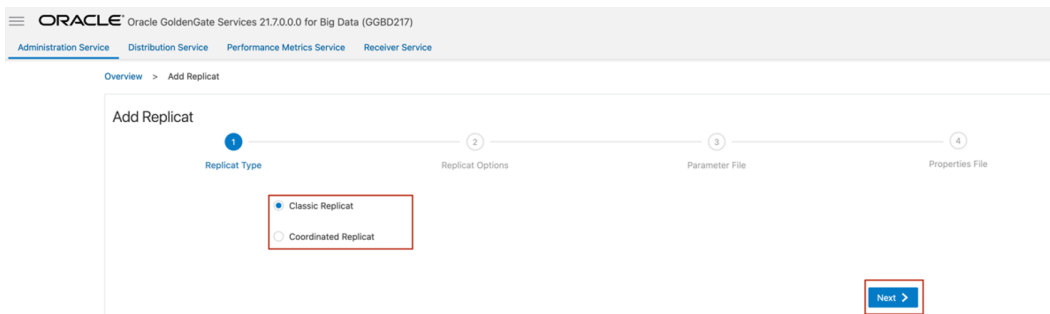 ORACLE Oracle GoldenGate Services 21.7.0.0.0 for Big Data (GGBD217)
Administration Service Distribution Service Performance Metrics Service Receiver Service
Overview > Add Replicat
Add Replicat
1 2 3 4
Replicat Type Replicat Options Parameter File Properties File
Classic Replicat
Coordinated Replicat
Next >